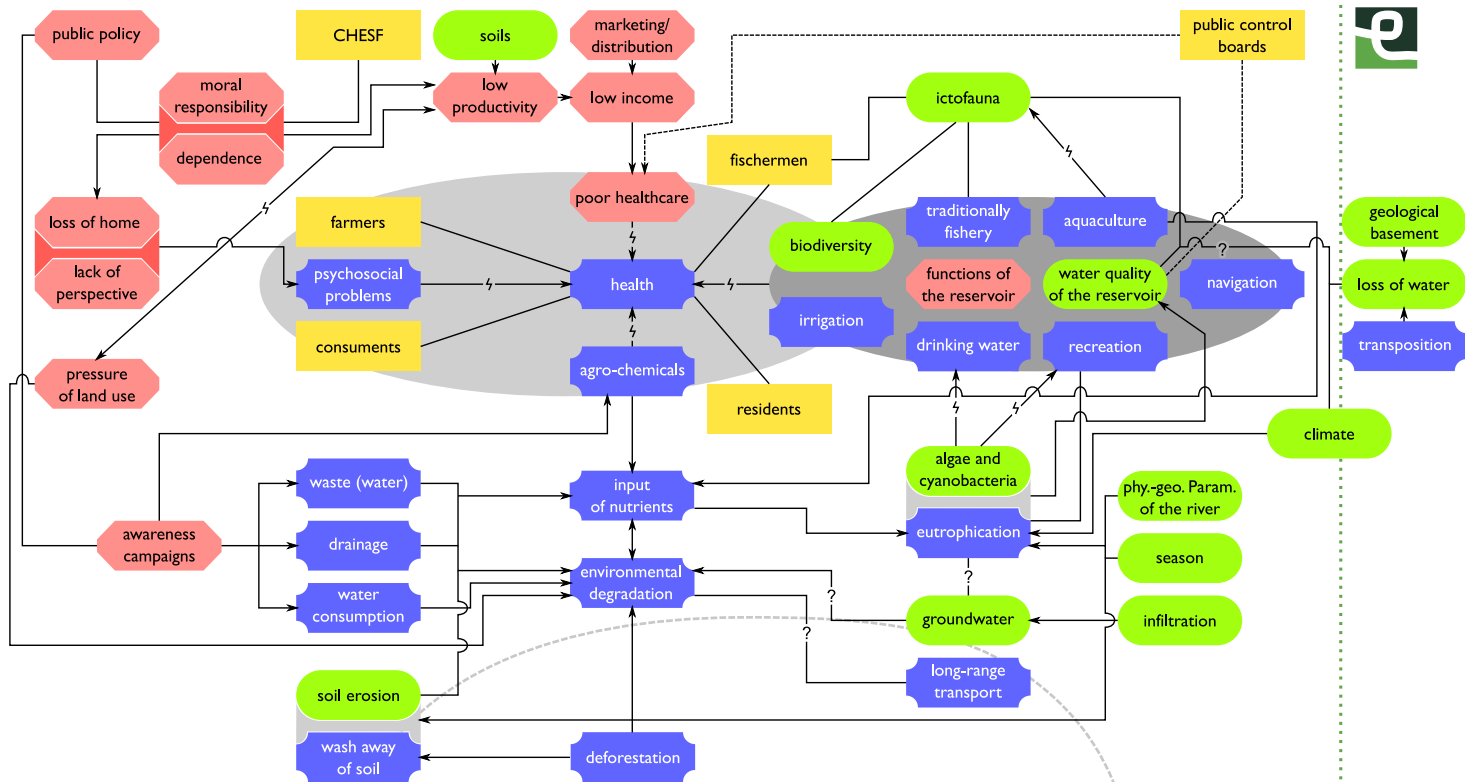 public policy
CHESF
soils
marketing/
distribution
public control
boards
moral
responsibility
low
productivity
low income
ictofauna
dependence
fischermen
poor healthcare
loss of home
farmers
traditionally
fishery
aquaculture
geological
basement
biodiversity
?
lack of
perspective
psychosocial
problems
health
functions of
the reservoir
water quality
of the reservoir
navigation
loss of water
irrigation
consuments
drinking water
recreation
transposition
pressure
of land use
agro-chemicals
residents
climate
waste (water)
input
of nutrients
algae and
cyanobacteria
phy.-geo. Param.
of the river
awareness
campaigns
drainage
eutrophication
season
environmental
degradation
?
water
consumption
?
groundwater
infiltration
?
soil erosion
long-range
transport
wash away
of soil
deforestation